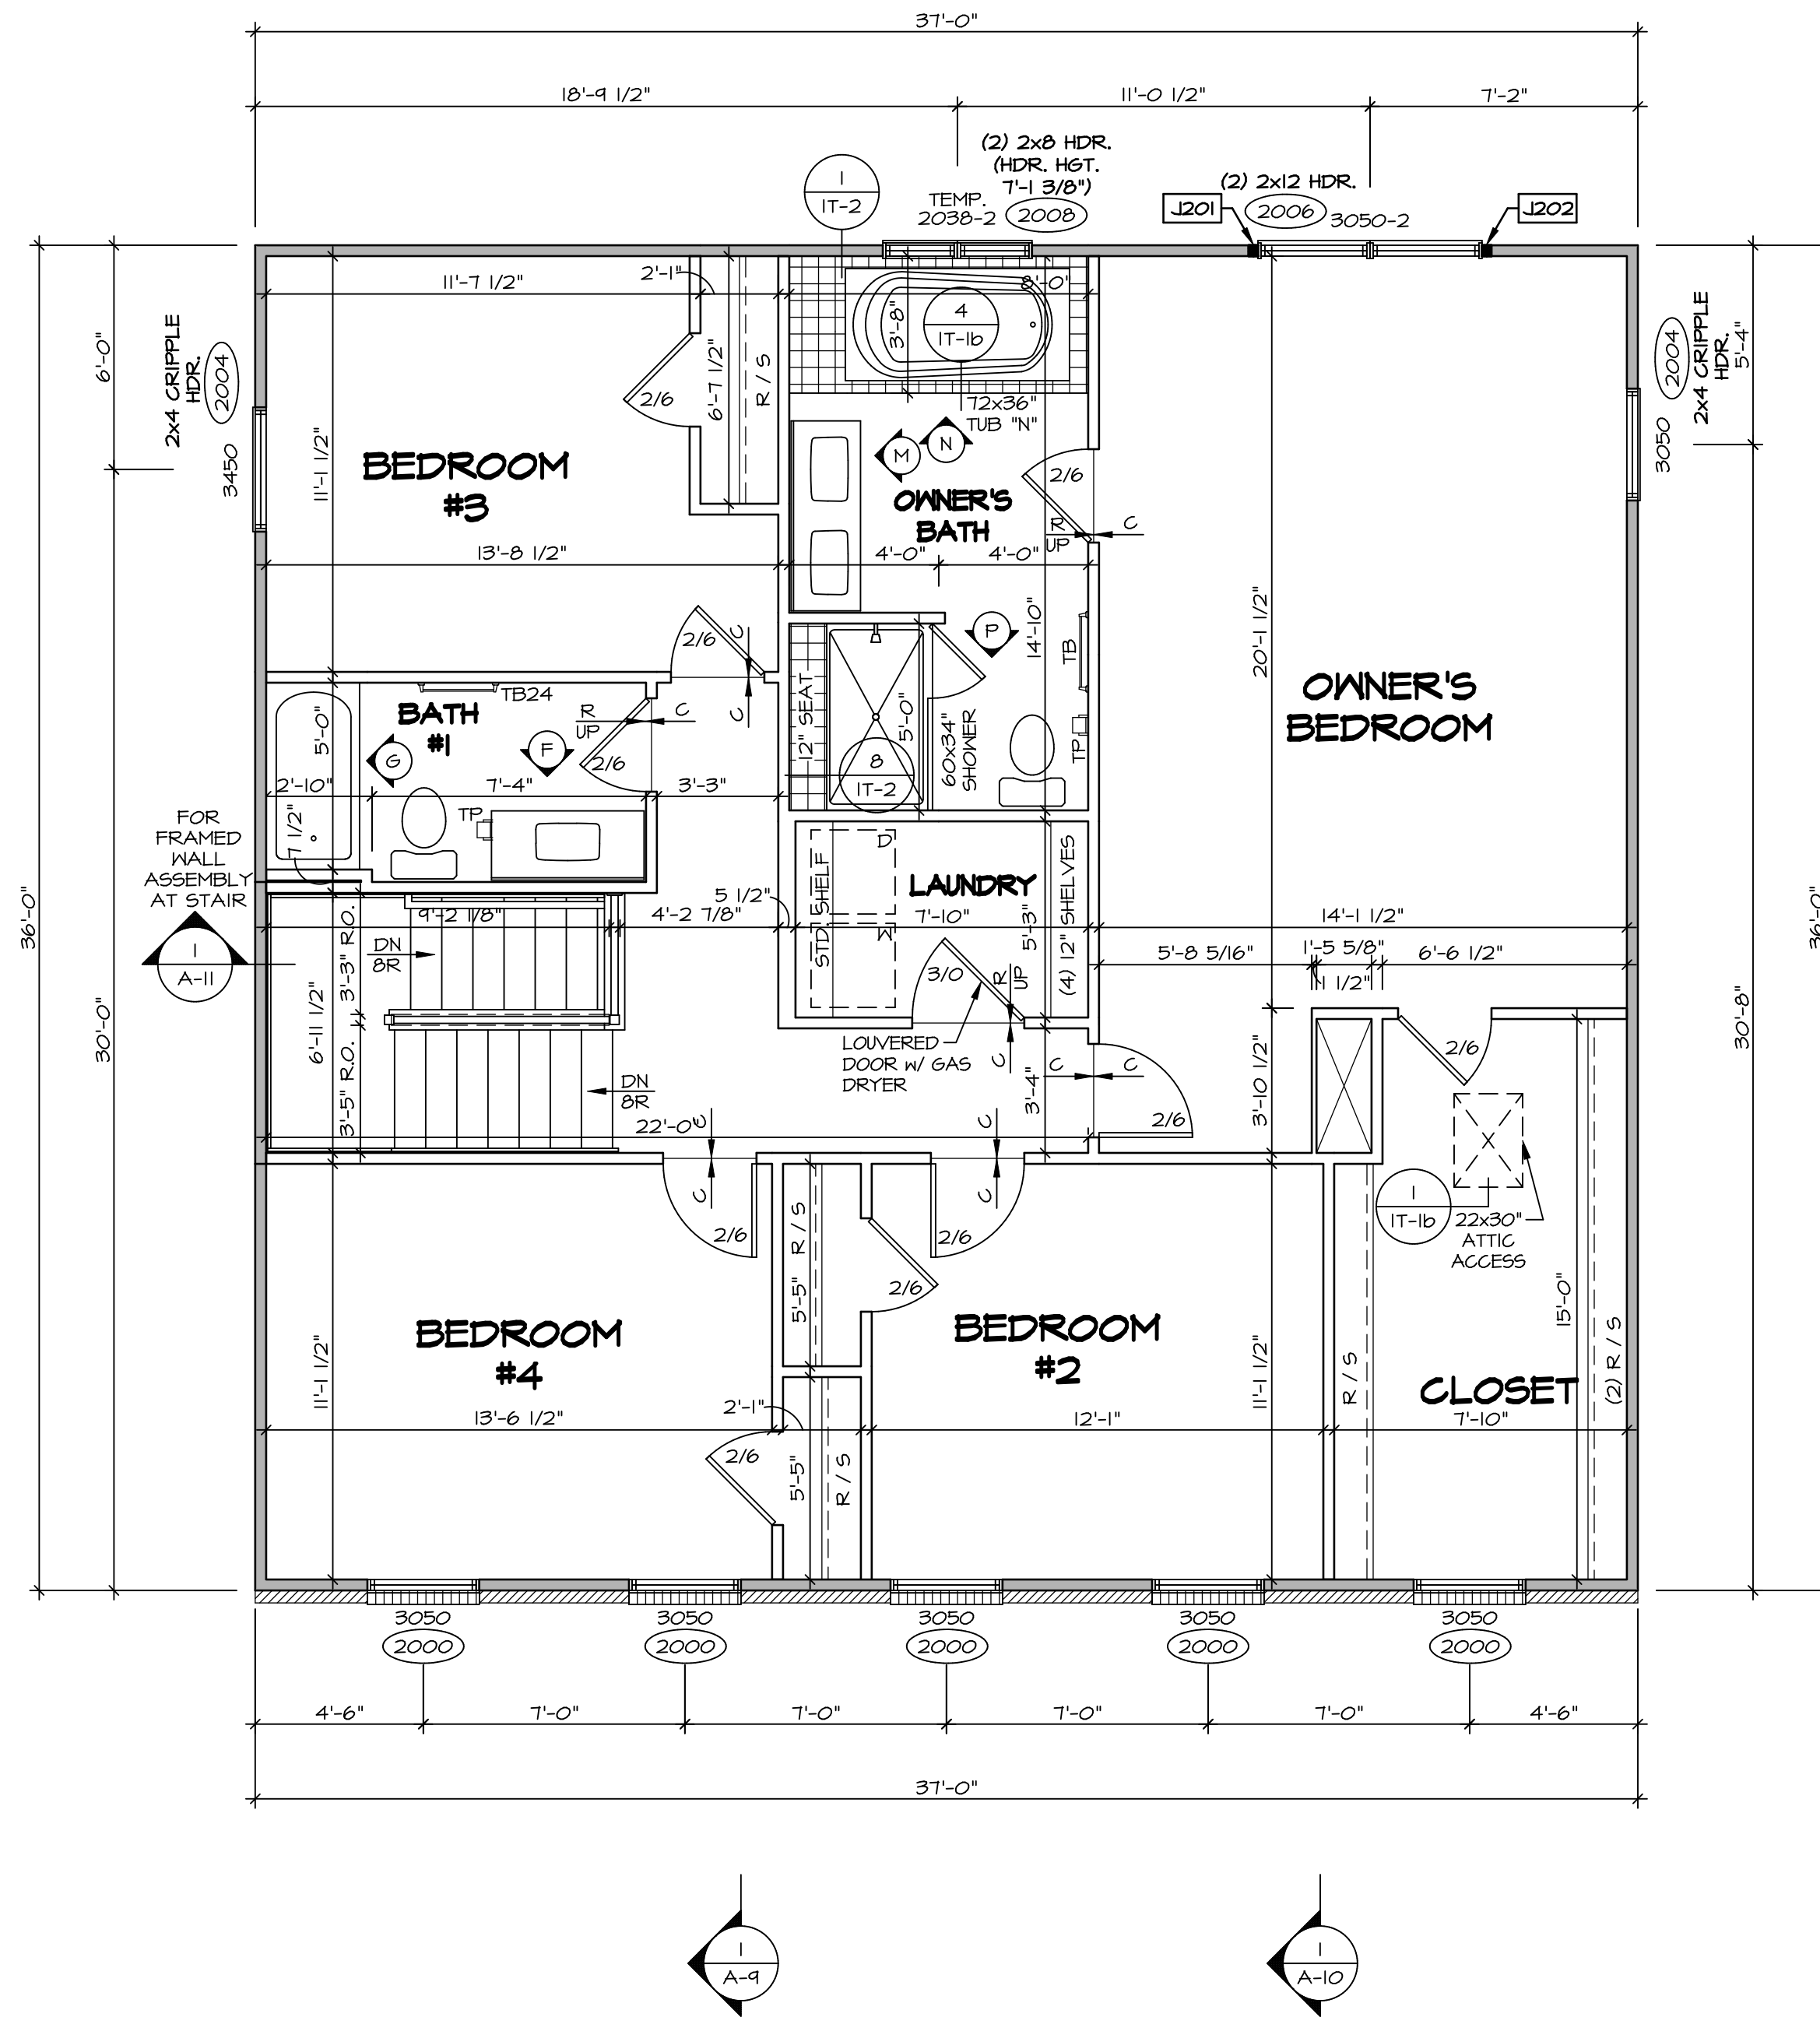 37'-0"
18'-9 1/2"
11'-0 1/2"
7'-2"
(2) 2x8 HDR.
(HDR. HGT.
7'-1 3/8")
1
IT-2
TEMP.
2038-2
2008
(2) 2x12 HDR.
J201
2006
3050-2
J202
6'-0"
2x4 CRIPPLE
HDR.
2004
3450
11'-7 1/2"
2'-1"
8'-0"
3'-8"
4
IT-1b
6'-7 1/2"
R / S
2/6
72x36"
TUB "N"
M
N
11'-1 1/2"
BEDROOM
#3
OWNER'S
BATH
2/6
R
UP
C
13'-8 1/2"
4'-0"
4'-0"
2004
2x4 CRIPPLE
HDR.
5'-4"
3050
2/6
C
C
P
14'-10"
TB
20'-1 1/2"
OWNER'S
BEDROOM
TB24
BATH
#1
5'-0"
R
UP
C
G
F
2/6
12" SEAT
5'-0"
60x34"
SHOWER
TP
8
IT-2
2'-10"
7'-4"
3'-3"
7 1/2"
TP
FOR
FRAMED
WALL
ASSEMBLY
AT STAIR
1
A-11
36'-0"
30'-0"
9'-2 1/8"
4'-2 7/8"
5 1/2"
DN
8R
3'-3" R.O.
6'-11 1/2"
3'-5" R.O.
DN
8R
D
W
STD. SHELF
LAUNDRY
7'-10"
5'-3"
(4) 12" SHELVES
3/0
R
UP
C
LOUVERED
DOOR W/ GAS
DRYER
3'-4"
C
C
2/6
22'-0"
14'-1 1/2"
5'-8 5/16"
1'-5 5/8"
6'-6 1/2"
1 1/2"
3'-10 1/2"
2/6
36'-0"
30'-8"
C
C
2/6
C
C
2/6
R / S
5'-5"
2/6
1
IT-1b
22x30"
ATTIC
ACCESS
15'-0"
(2) R / S
R / S
11'-1 1/2"
BEDROOM
#4
BEDROOM
#2
11'-1 1/2"
CLOSET
13'-6 1/2"
2'-1"
12'-1"
7'-10"
2/6
5'-5"
R / S
3050
3050
3050
3050
3050
2000
2000
2000
2000
2000
4'-6"
7'-0"
7'-0"
7'-0"
7'-0"
4'-6"
37'-0"
1
A-9
1
A-10